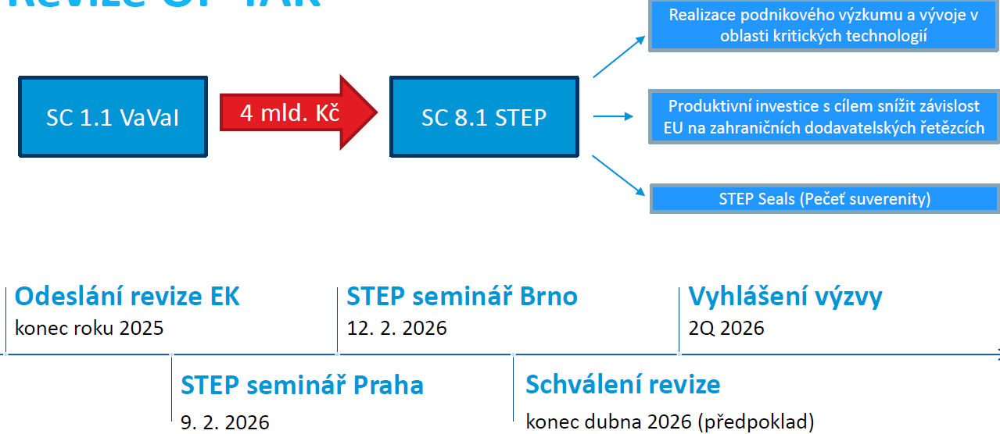 Revize OP TAK
Realizace podnikového výzkumu a vývoje v
oblasti kritických technologií
SC 1.1 VaVaI
4 mld. Kč
SC 8.1 STEP
Produktivní investice s cílem snížit závislost
EU na zahraničních dodavatelských řetězcích
STEP Seals (Pečeť suverenity)
Odeslání revize EK
konec roku 2025
STEP seminář Brno
12. 2. 2026
Vyhlášení výzvy
2Q 2026
STEP seminář Praha
9. 2. 2026
Schválení revize
konec dubna 2026 (předpoklad)